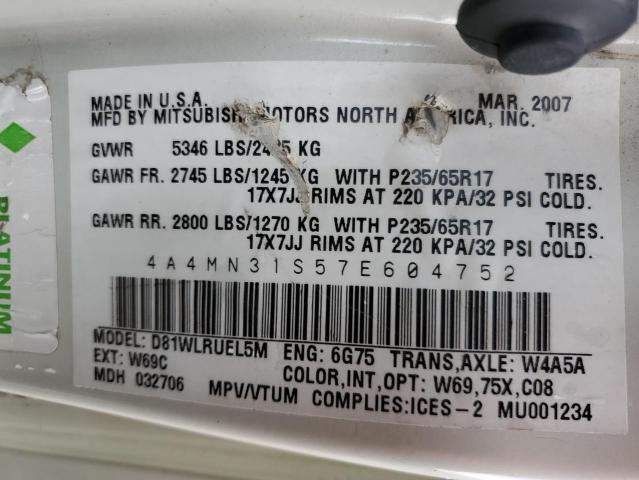 MADE IN U.S.A. MAR. 2007
MFD BY MITSUBISHI MOTORS NORTH AMERICA, INC.
GVWR 5346 LBS/ KG
GAWR FR. 2745 LBS/1245 KG WITH P235/65R17 TIRES.
17X7JJ RIMS AT 220 KPA/32 PSI COLD.
GAWR RR. 2800 LBS/1270 KG WITH P235/65R17 TIRES.
17X7JJ RIMS AT 220 KPA/32 PSI COLD.
4A4MN31S57E604752
MODEL: D81WLRUEL5M ENG: 6G75 TRANS,AXLE: W4A5A
EXT: W69C COLOR,INT,OPT: W69,75X,C08
MDH 032706 MPV/VTUM COMPLIES:ICES-2 MU001234
PLATINUM